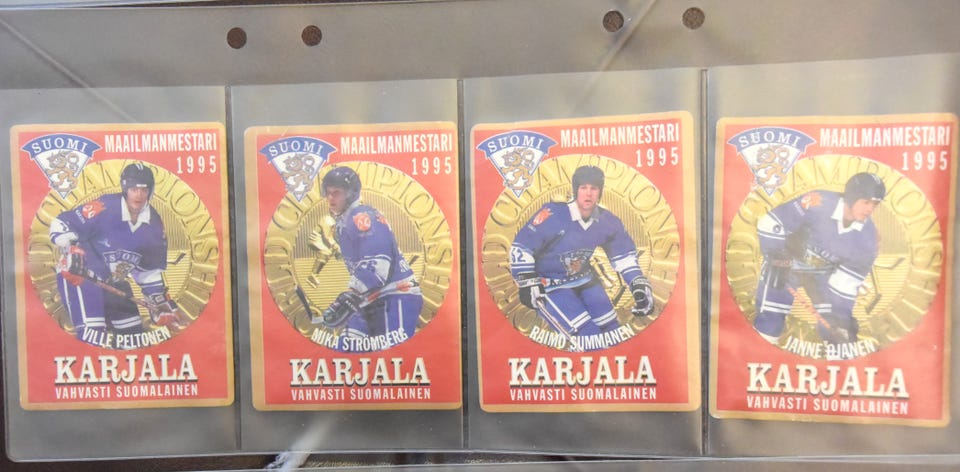 SUOMI
MAAILMANMESTARI
1995
SUOMI
VILLE PELTONEN
KARJALA
VAHVASTI SUOMALAINEN
SUOMI
MAAILMANMESTARI
1995
MIKA STRÖMBERG
KARJALA
VAHVASTI SUOMALAINEN
SUOMI
MAAILMANMESTARI
1995
RAIMO SUMMANEN
KARJALA
VAHVASTI SUOMALAINEN
SUOMI
MAAILMANMESTARI
1995
JANNE OJANEN
KARJALA
VAHVASTI SUOMALAINEN